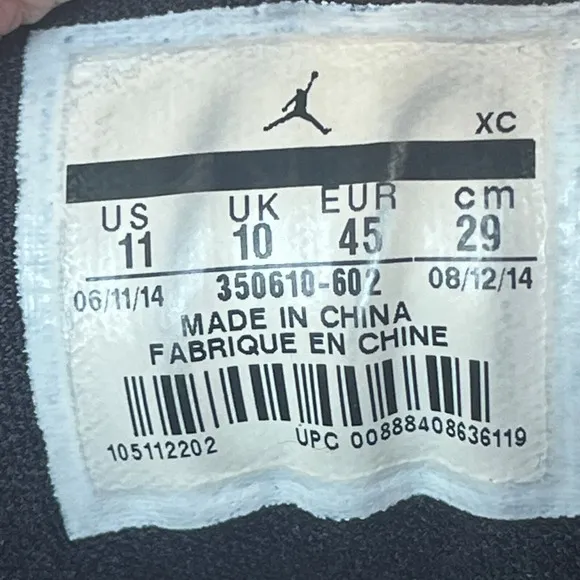 XC
US UK EUR cm
11 10 45 29
06/11/14 350610-602 08/12/14
MADE IN CHINA
FABRIQUE EN CHINE
105112202 UPC 00888408636119